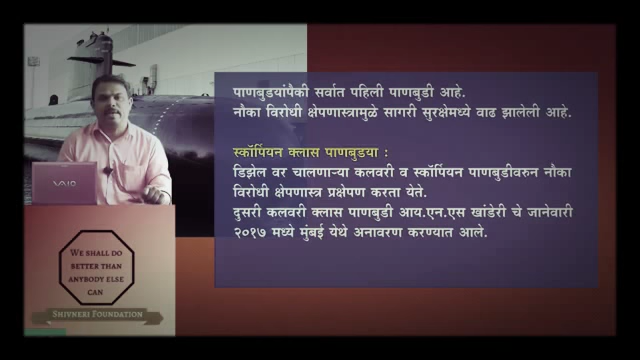 पाणबुडयांपैकी सर्वात पहिली पाणबुडी आहे.
नौका विरोधी क्षेपणास्त्रामुळे सागरी सुरक्षेमध्ये वाढ झालेली आहे.
स्कॉर्पियन क्लास पाणबुडया :
डिझेल वर चालणाऱ्या कलवरी व स्कॉर्पियन पाणबुडीवरुन नौका
विरोधी क्षेपणास्त्र प्रक्षेपण करता येते.
दुसरी कलवरी क्लास पाणबुडी आय.एन.एस खांडेरी चे जानेवारी
२०१७ मध्ये मुंबई येथे अनावरण करण्यात आले.
VAIO
WE SHALL DO
BETTER THAN
ANYBODY ELSE
CAN
SHIVNERI FOUNDATION